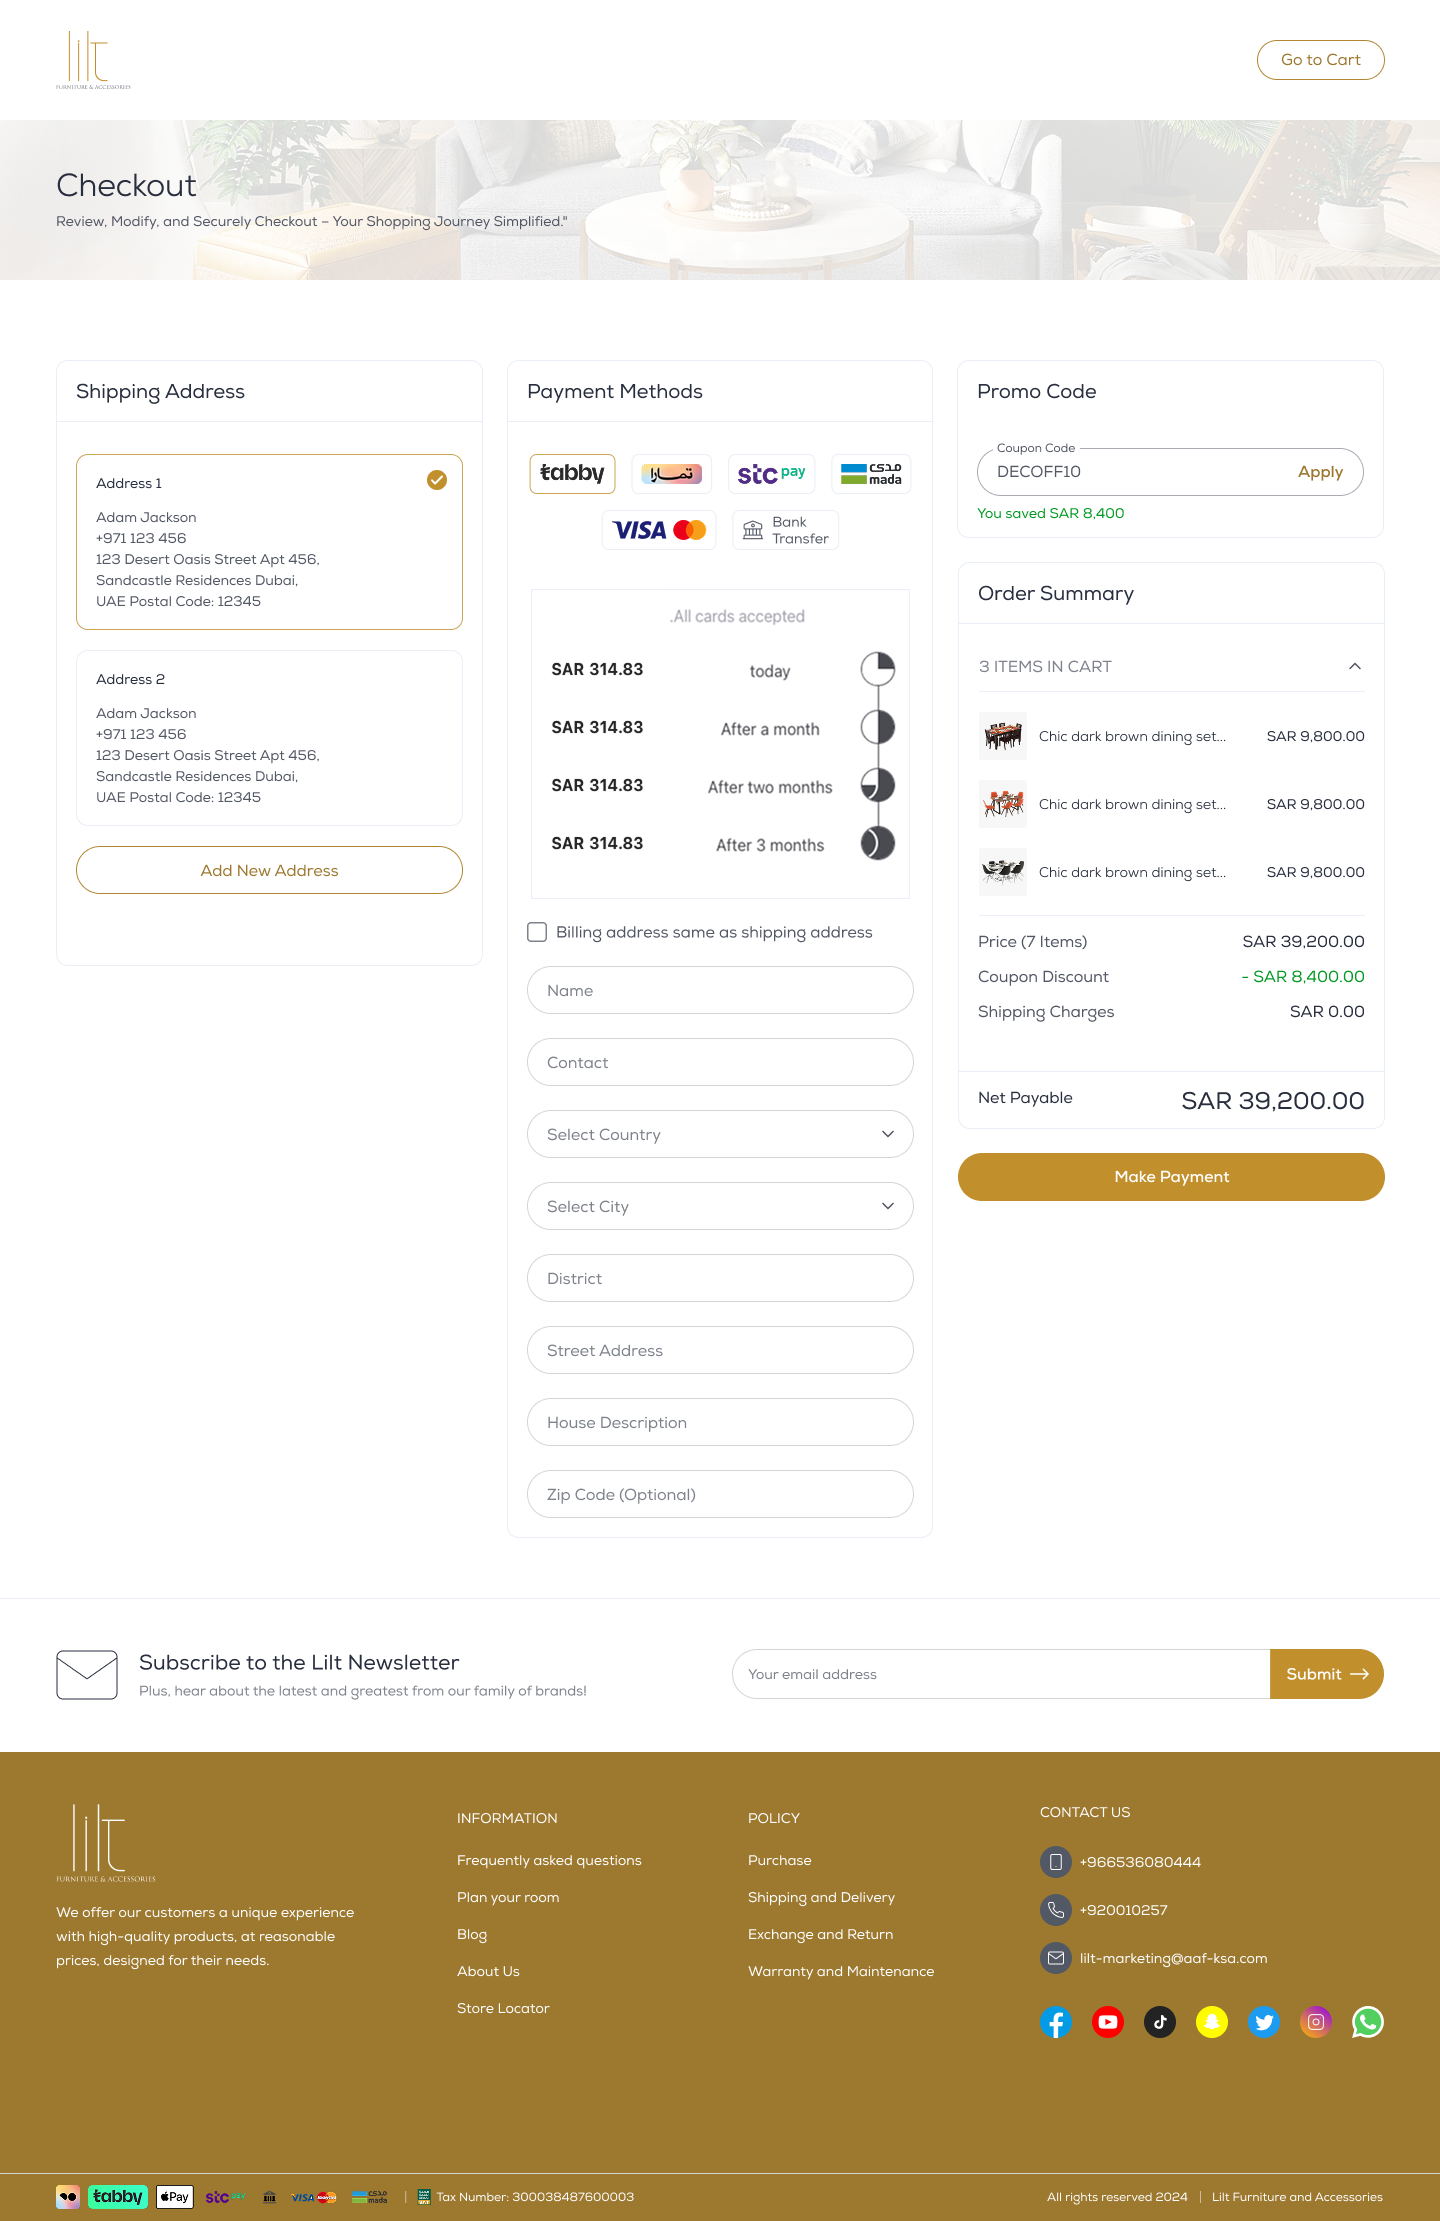 lilt
FURNITURE & ACCESSORIES
Go to Cart
Checkout
Review, Modify, and Securely Checkout – Your Shopping Journey Simplified."
Shipping Address
Address 1
Adam Jackson
+971 123 456
123 Desert Oasis Street Apt 456,
Sandcastle Residences Dubai,
UAE Postal Code: 12345
Address 2
Adam Jackson
+971 123 456
123 Desert Oasis Street Apt 456,
Sandcastle Residences Dubai,
UAE Postal Code: 12345
Add New Address
Payment Methods
tabby
تمارا
stc pay
مدى
mada
VISA
Bank
Transfer
.All cards accepted
SAR 314.83 today
SAR 314.83 After a month
SAR 314.83 After two months
SAR 314.83 After 3 months
Billing address same as shipping address
Name
Contact
Select Country
Select City
District
Street Address
House Description
Zip Code (Optional)
Promo Code
Coupon Code
DECOFF10 Apply
You saved SAR 8,400
Order Summary
3 ITEMS IN CART
Chic dark brown dining set... SAR 9,800.00
Chic dark brown dining set... SAR 9,800.00
Chic dark brown dining set... SAR 9,800.00
Price (7 Items) SAR 39,200.00
Coupon Discount - SAR 8,400.00
Shipping Charges SAR 0.00
Net Payable SAR 39,200.00
Make Payment
Subscribe to the Lilt Newsletter
Plus, hear about the latest and greatest from our family of brands!
Your email address
Submit
lilt
FURNITURE & ACCESSORIES
We offer our customers a unique experience
with high-quality products, at reasonable
prices, designed for their needs.
INFORMATION
Frequently asked questions
Plan your room
Blog
About Us
Store Locator
POLICY
Purchase
Shipping and Delivery
Exchange and Return
Warranty and Maintenance
CONTACT US
+966536080444
+920010257
lilt-marketing@aaf-ksa.com
tabby
Pay
stc pay
VISA
مدى
mada
Tax Number: 300038487600003
All rights reserved 2024 | Lilt Furniture and Accessories